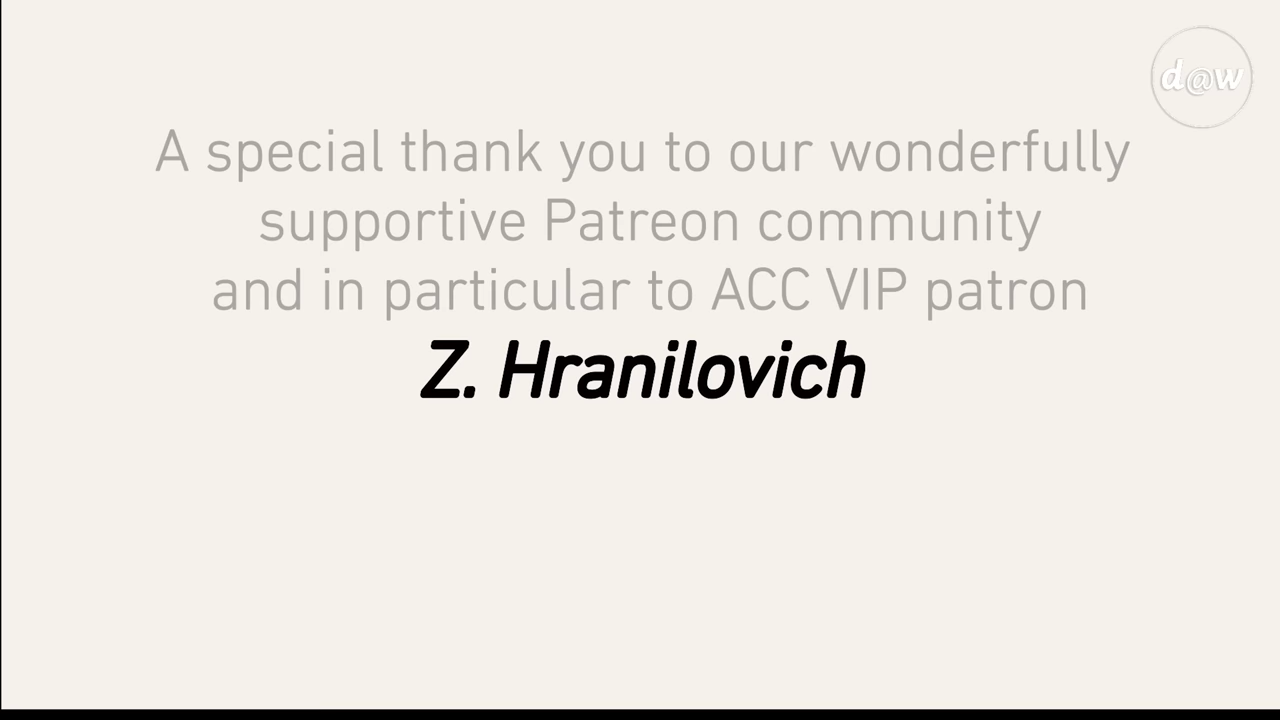 d@w
A special thank you to our wonderfully
supportive Patreon community
and in particular to ACC VIP patron
Z. Hranilovich